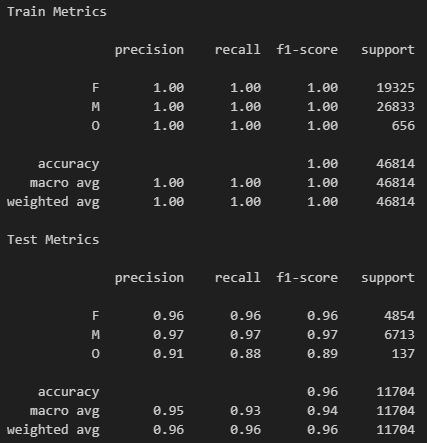 Train Metrics
precision recall f1-score support
F 1.00 1.00 1.00 19325
M 1.00 1.00 1.00 26833
O 1.00 1.00 1.00 656
accuracy 1.00 46814
macro avg 1.00 1.00 1.00 46814
weighted avg 1.00 1.00 1.00 46814
Test Metrics
precision recall f1-score support
F 0.96 0.96 0.96 4854
M 0.97 0.97 0.97 6713
O 0.91 0.88 0.89 137
accuracy 0.96 11704
macro avg 0.95 0.93 0.94 11704
weighted avg 0.96 0.96 0.96 11704